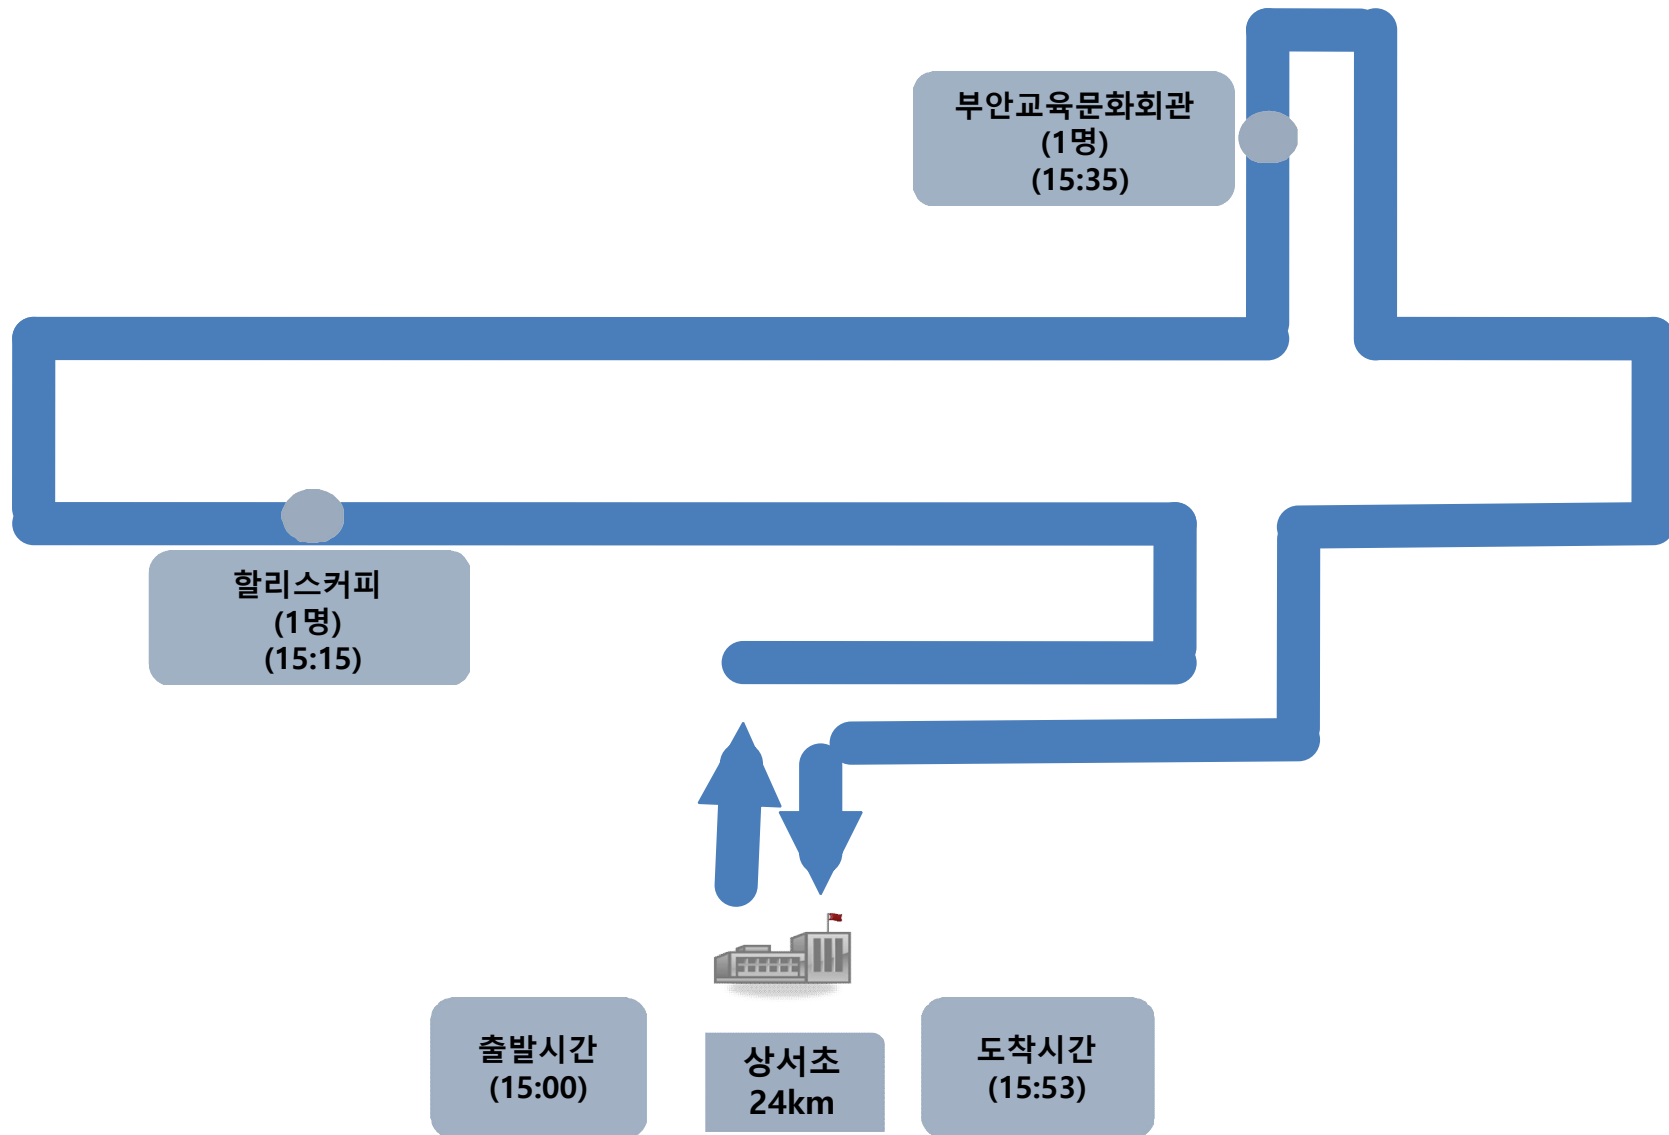 부안교육문화회관
(1명)
(15:35)
할리스커피
(1명)
(15:15)
출발시간
(15:00)
상서초
24km
도착시간
(15:53)